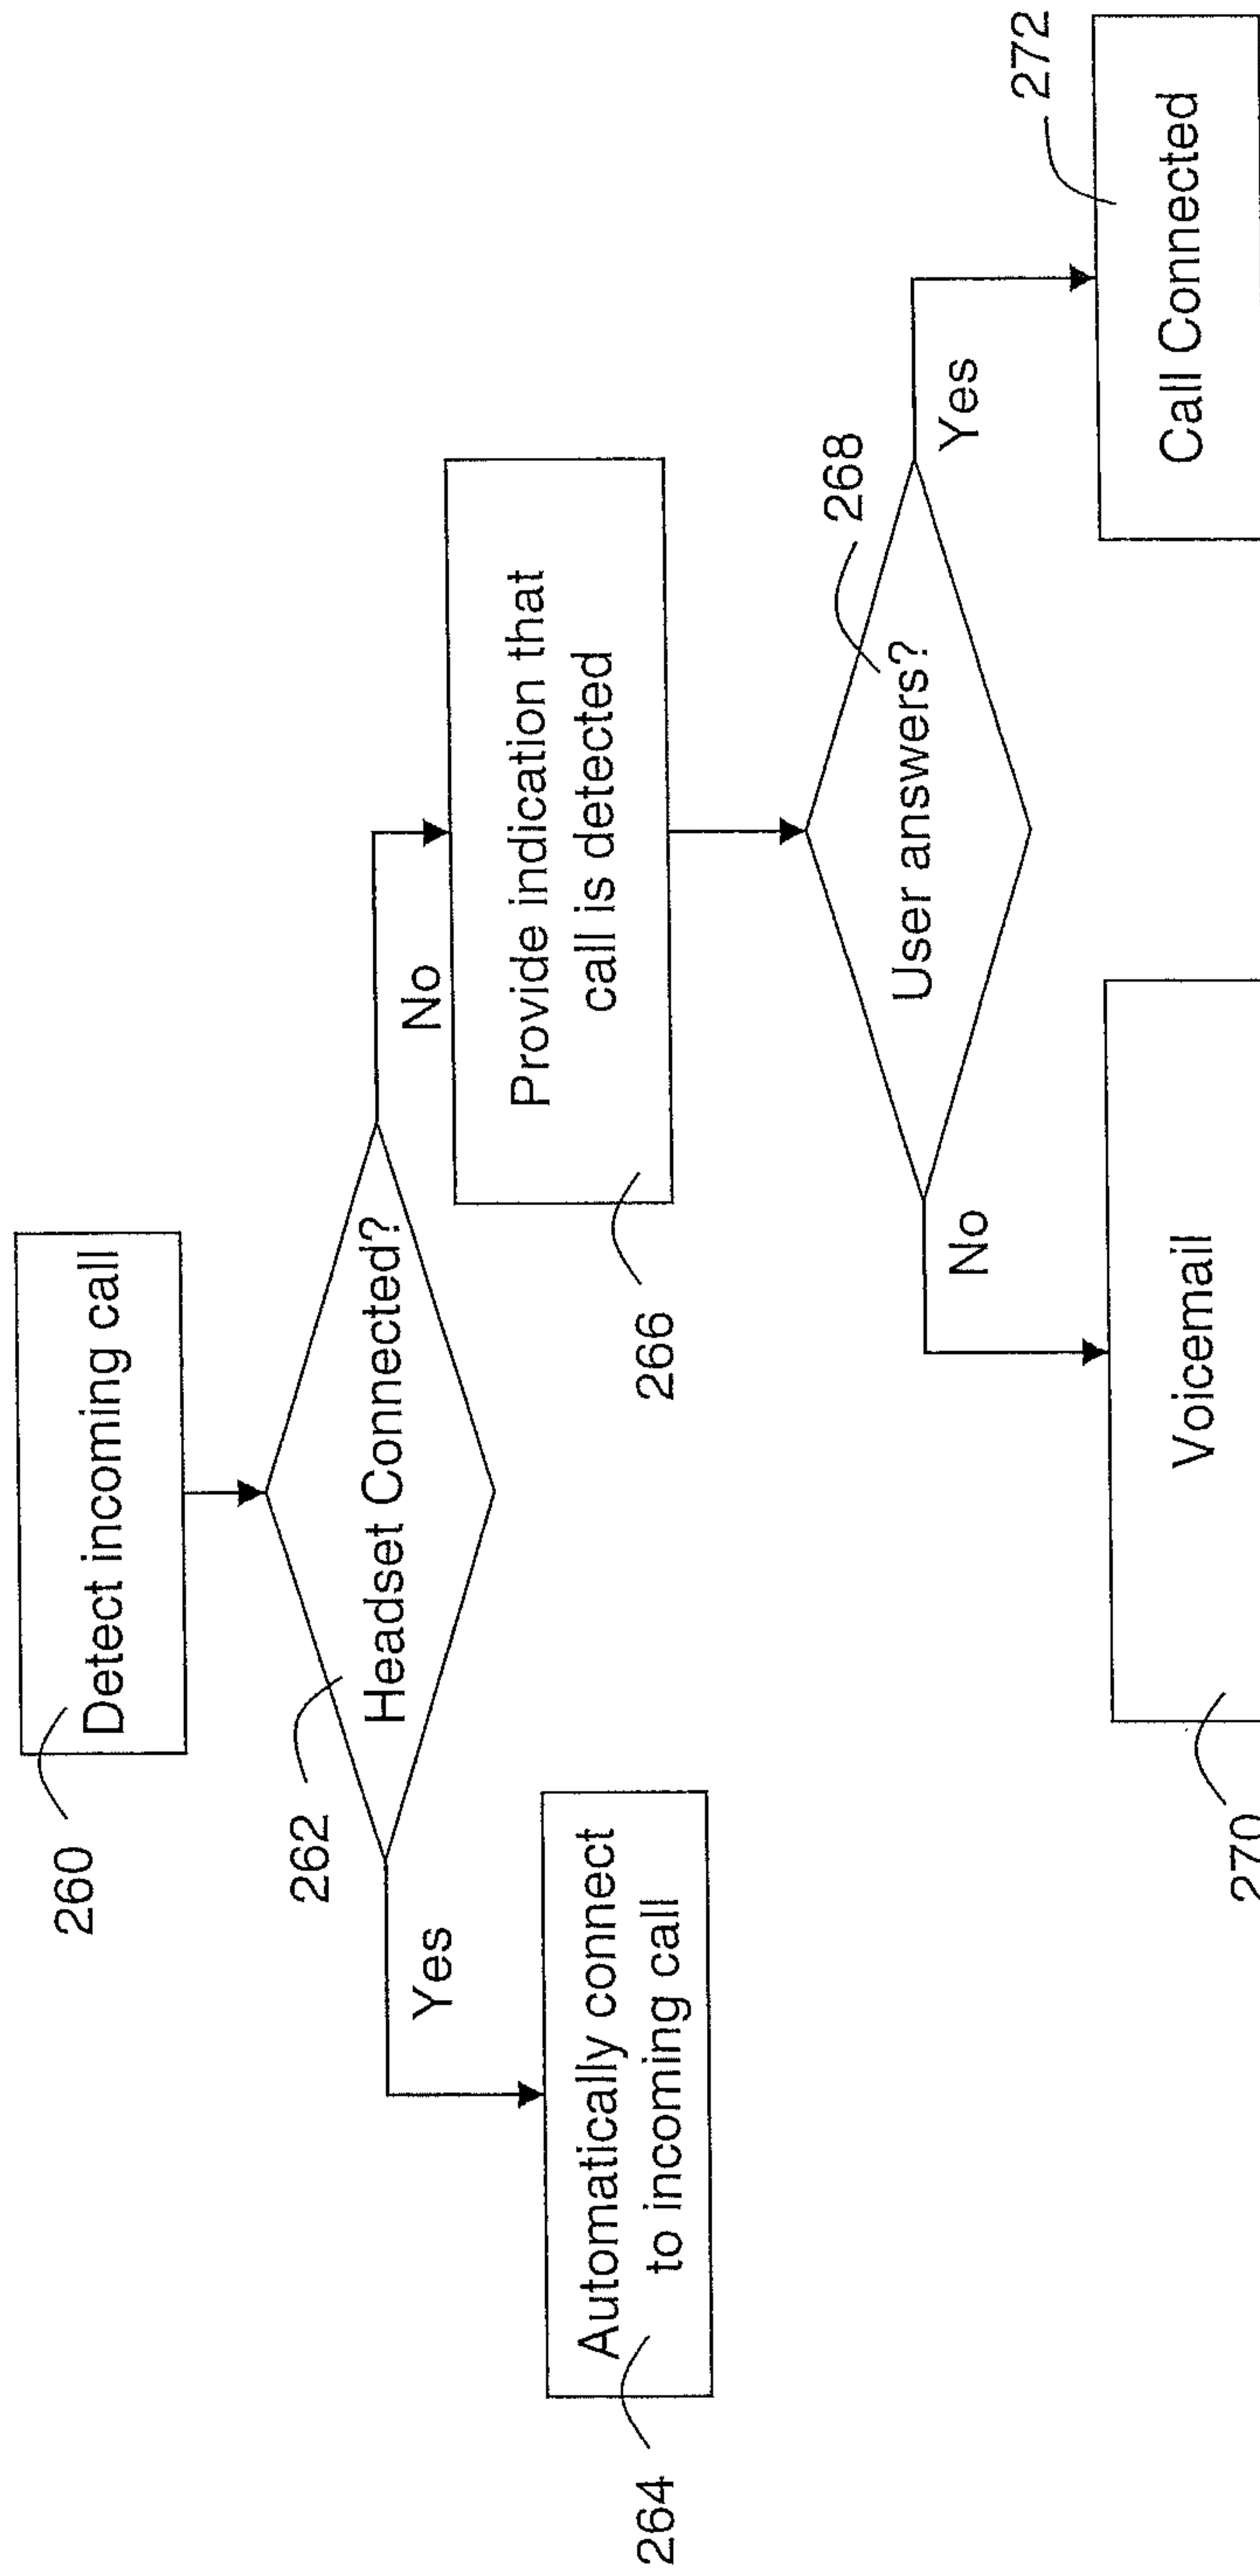 260
Detect incoming call
262
Headset Connected?
Yes
No
264
Automatically connect
to incoming call
266
Provide indication that
call is detected
268
User answers?
No
Yes
270
Voicemail
272
Call Connected